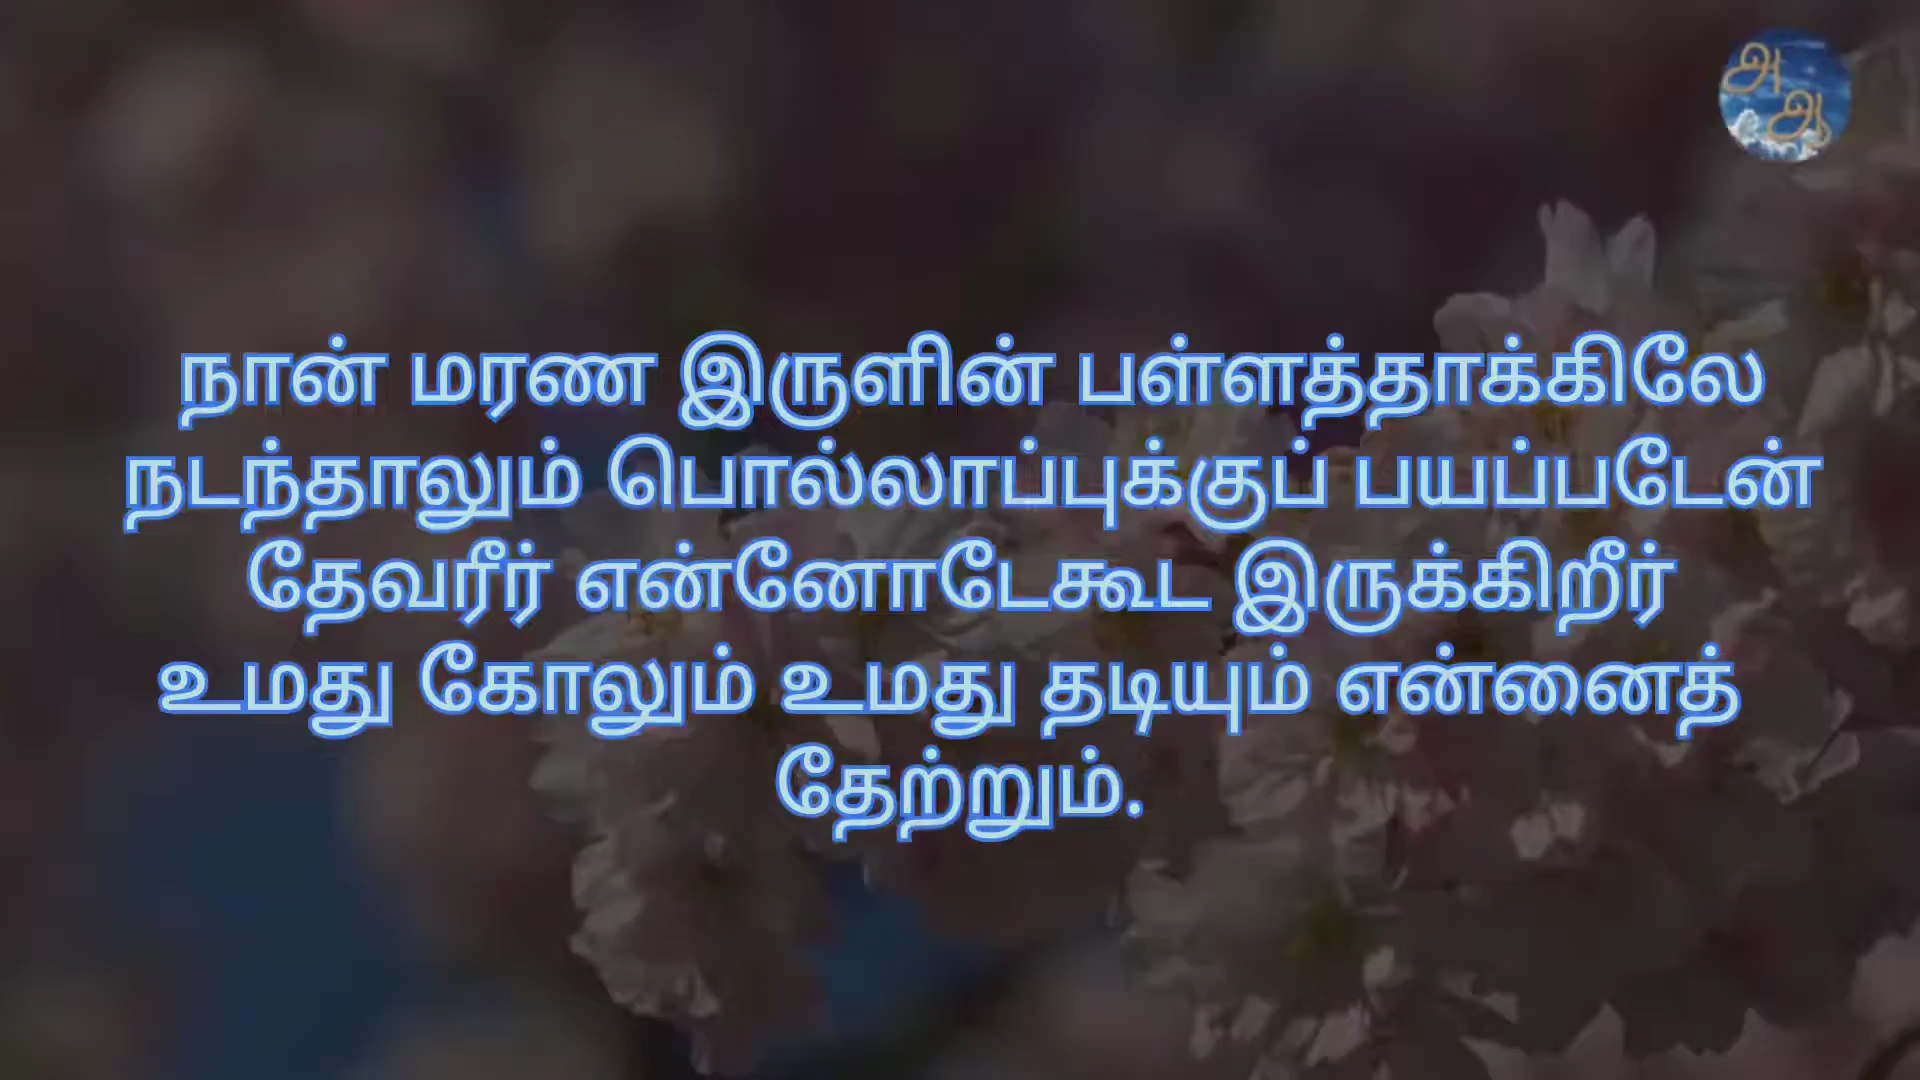 அ
ஆ
நான் மரண இருளின் பள்ளத்தாக்கிலே
நடந்தாலும் பொல்லாப்புக்குப் பயப்படேன்
தேவரீர் என்னோடேகூட இருக்கிறீர்
உமது கோலும் உமது தடியும் என்னைத்
தேற்றும்.